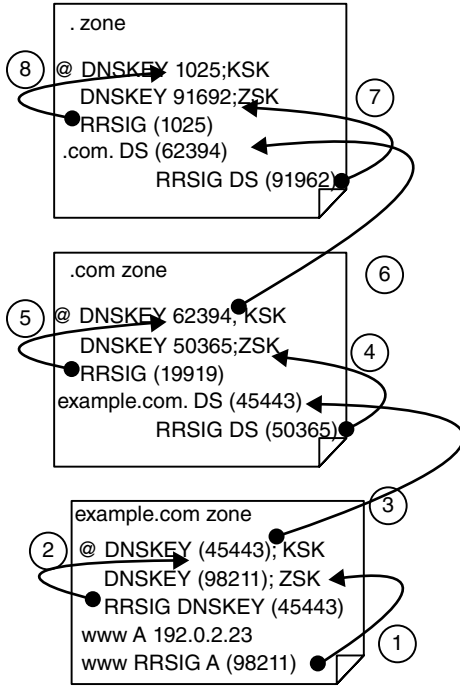 . zone
8 @ DNSKEY 1025;KSK
DNSKEY 91692;ZSK
7
RRSIG (1025)
.com. DS (62394)
RRSIG DS (91962)
.com zone
6
5 @ DNSKEY 62394; KSK
DNSKEY 50365;ZSK
4
RRSIG (19919)
example.com. DS (45443)
RRSIG DS (50365)
3
example.com zone
2 @ DNSKEY (45443); KSK
DNSKEY (98211); ZSK
RRSIG DNSKEY (45443)
www A 192.0.2.23
1
www RRSIG A (98211)